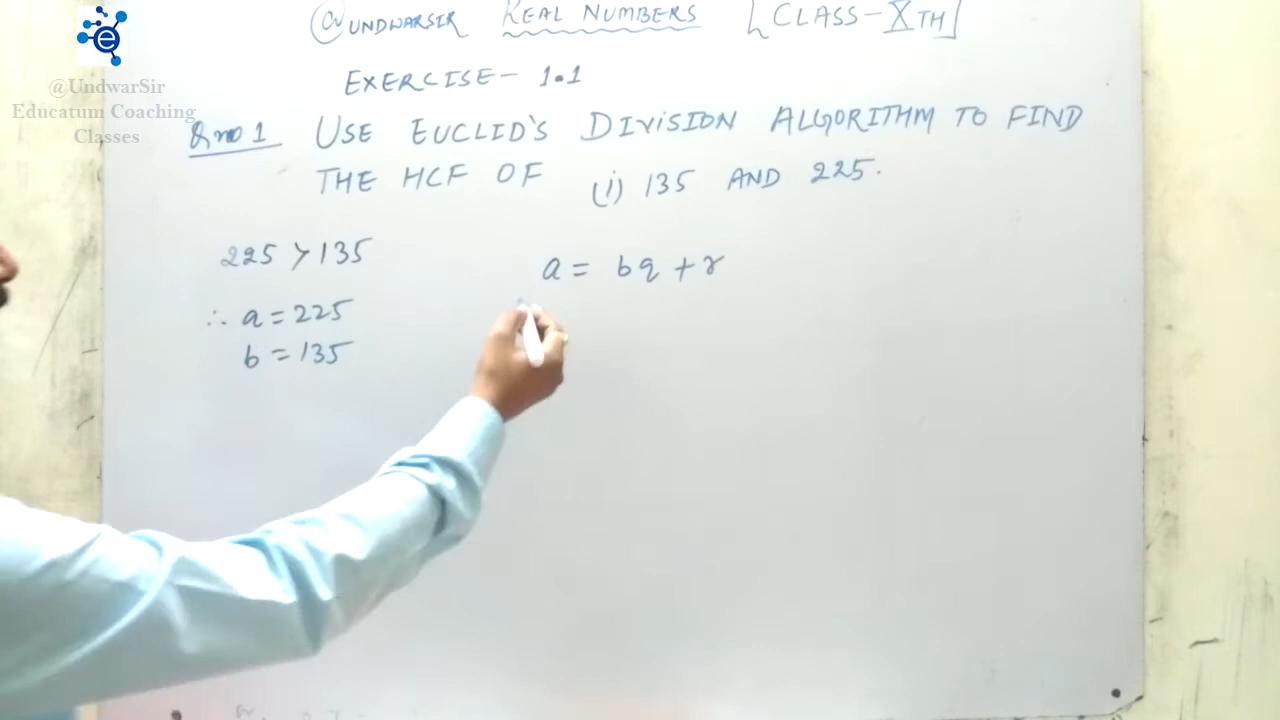 @UndwarSir
Educatum Coaching
Classes
@UNDWARSIR REAL NUMBERS [CLASS-XTH]
EXERCISE- 1.1
Qno 1 USE EUCLID'S DIVISION ALGORITHM TO FIND
THE HCF OF (i) 135 AND 225.
225 > 135
a = bq + r
∴ a = 225
b = 135